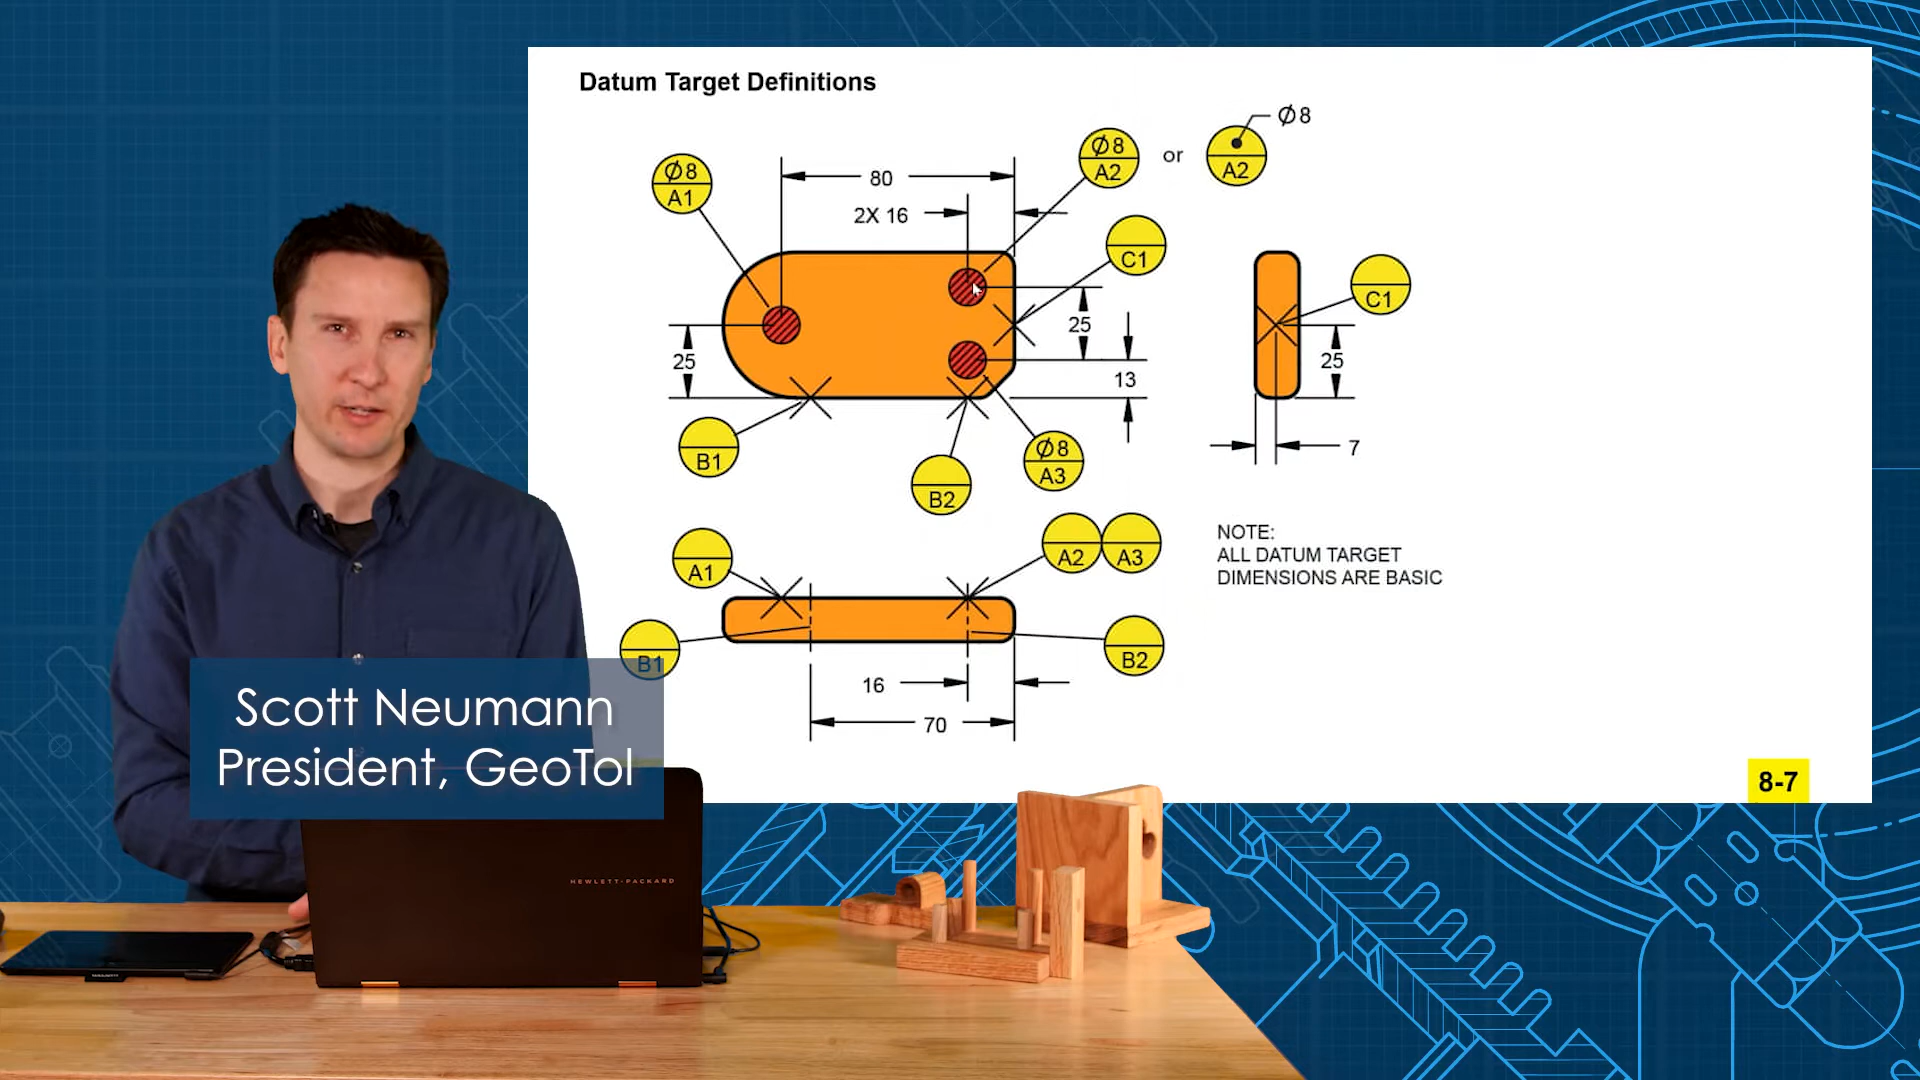 Datum Target Definitions
Ø8
Ø8
A2
or
A2
Ø8
A1
80
2X 16
C1
C1
25
25
25
13
7
B1
B2
Ø8
A3
A1
A2
A3
NOTE:
ALL DATUM TARGET
DIMENSIONS ARE BASIC
B1
B2
16
70
Scott Neumann
President, GeoTol
8-7
HEWLETT-PACKARD